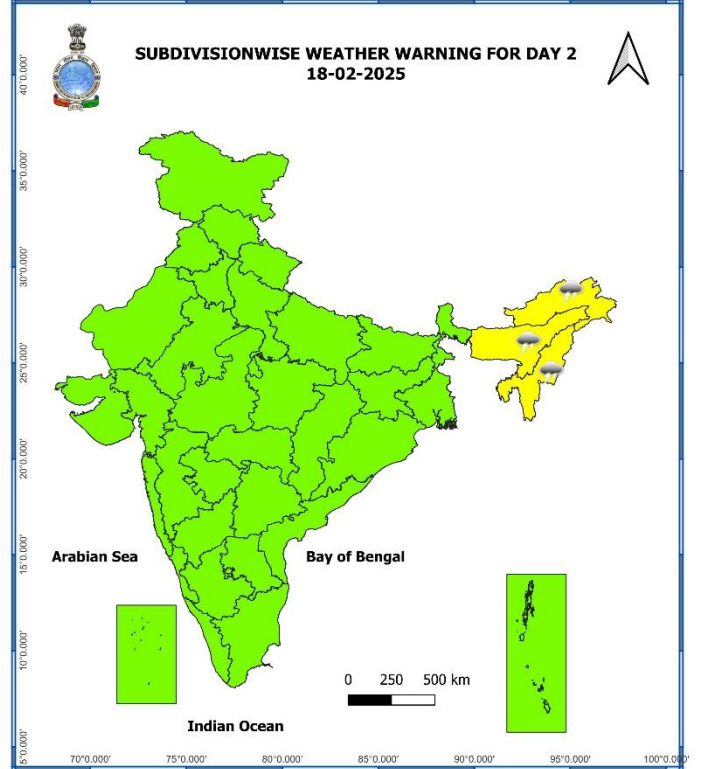 SUBDIVISIONWISE WEATHER WARNING FOR DAY 2
18-02-2025
40°0.000'
35°0.000'
30°0.000'
25°0.000'
20°0.000'
15°0.000'
10°0.000'
5°0.000'
Arabian Sea
Bay of Bengal
0 250 500 km
Indian Ocean
70°0.000' 75°0.000' 80°0.000' 85°0.000' 90°0.000' 95°0.000' 100°0.000'